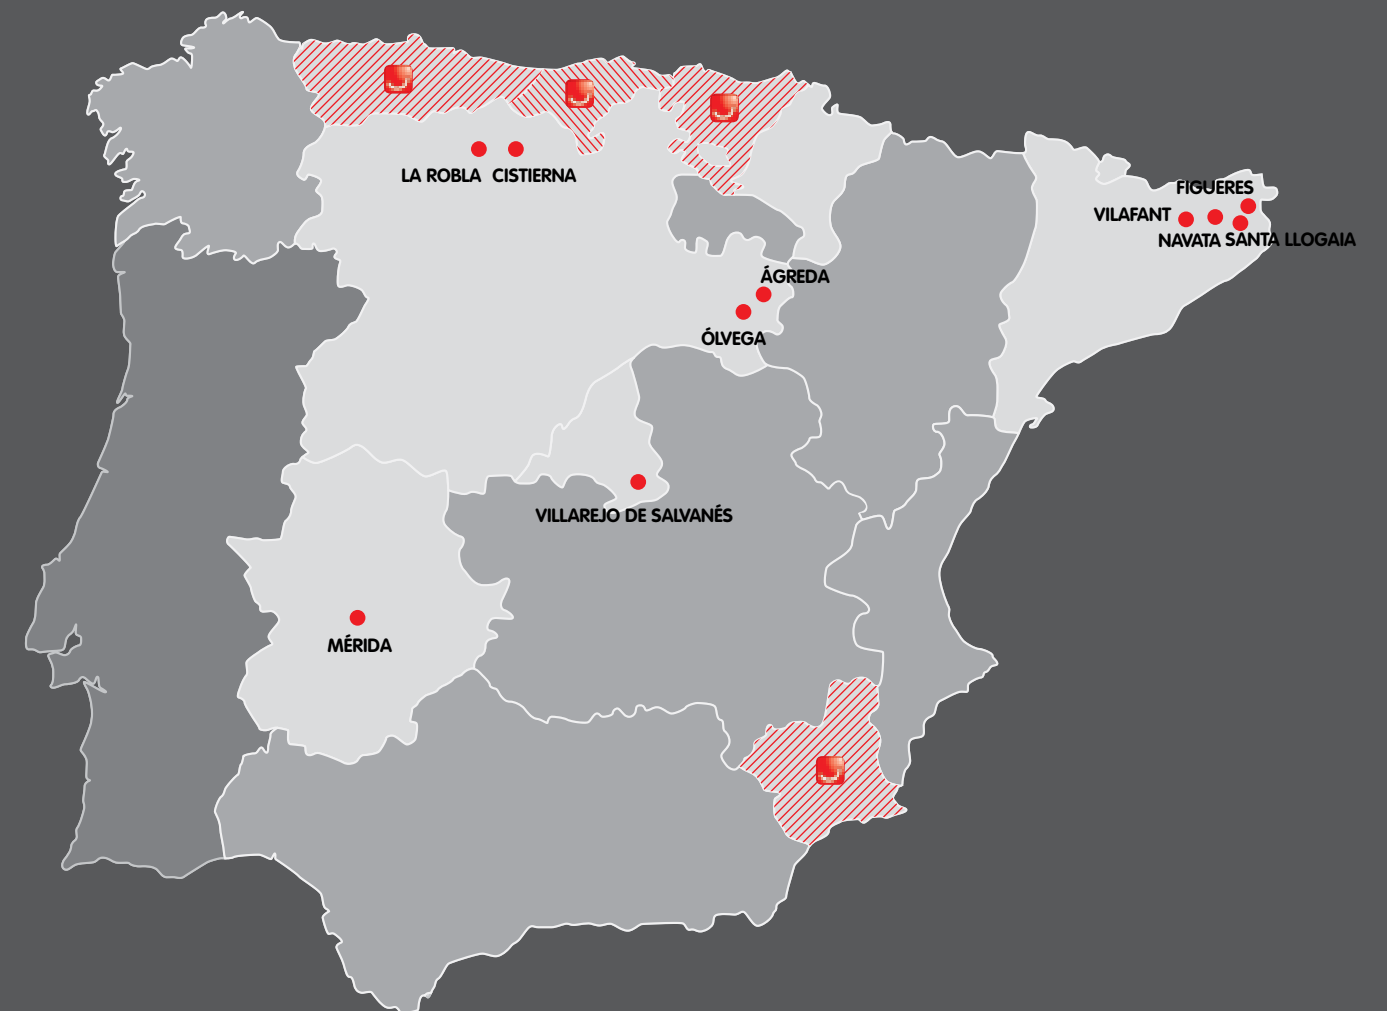 LA ROBLA CISTIERNA
FIGUERES
VILAFANT
NAVATA SANTA LLOGAIA
ÁGREDA
ÓLVEGA
VILLAREJO DE SALVANÉS
MÉRIDA